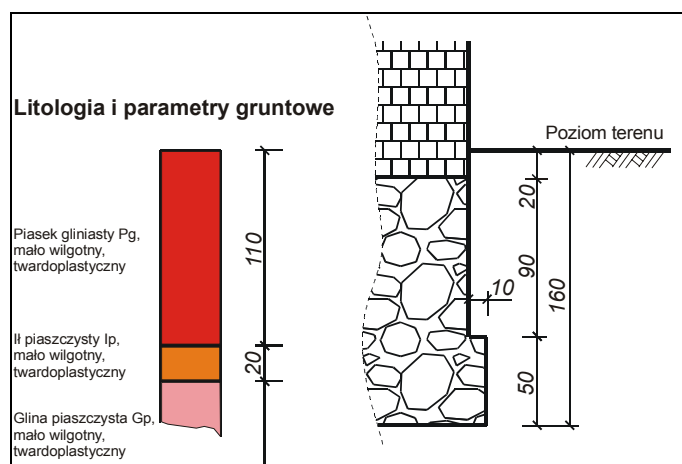 Litologia i parametry gruntowe
Piasek gliniasty Pg,
mało wilgotny,
twardoplastyczny
110
Ił piaszczysty Ip,
mało wilgotny,
twardoplastyczny
20
Glina piaszczysta Gp,
mało wilgotny,
twardoplastyczny
Poziom terenu
20
90
10
160
50